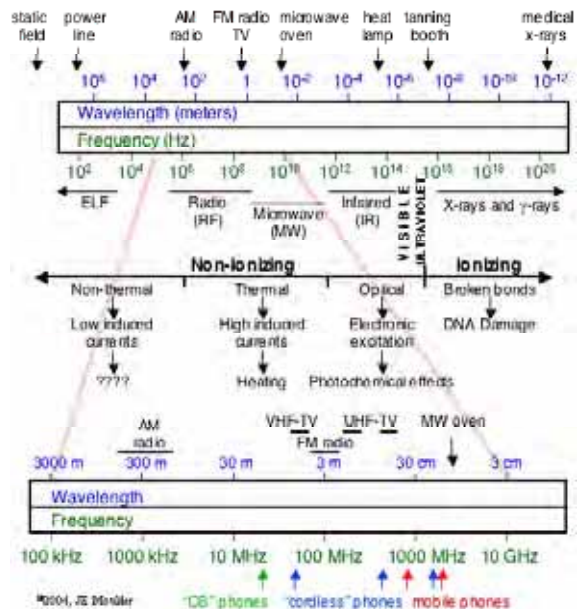 static field
power line
AM radio
FM radio TV
microwave oven
heat lamp
tanning booth
medical x-rays
10⁶ 10⁴ 10² 1 10⁻² 10⁻⁴ 10⁻⁶ 10⁻⁸ 10⁻¹⁰ 10⁻¹²
Wavelength (meters)
Frequency (Hz)
10² 10⁴ 10⁶ 10⁸ 10¹⁰ 10¹² 10¹⁴ 10¹⁶ 10¹⁸ 10²⁰
ELF
Radio (RF)
Microwave (MW)
Infrared (IR)
VISIBLE
ULTRAVIOLET
X-rays and γ-rays
Non-ionizing Ionizing
Non-thermal Thermal Optical Broken bonds
Low induced currents
High induced currents
Electronic excitation
DNA Damage
???? Heating Photochemical effects
AM radio
VHF-TV UHF-TV MW oven
FM radio
3000 m 300 m 30 m 3 m 30 cm 3 cm
Wavelength
Frequency
100 kHz 1000 kHz 10 MHz 100 MHz 1000 MHz 10 GHz
"CB" phones "cordless" phones mobile phones